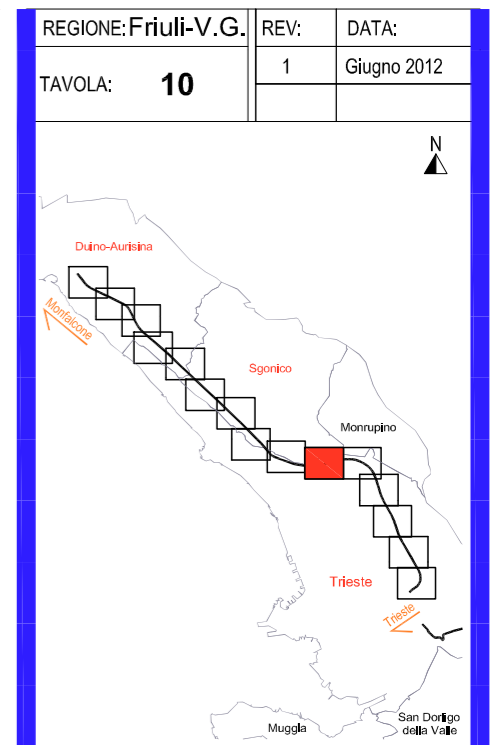 REGIONE: Friuli-V.G.
REV:
DATA:
TAVOLA: 10
1
Giugno 2012
N
Duino-Aurisina
Monfalcone
Sgonico
Monrupino
Trieste
Trieste
San Dorligo
della Valle
Muggia